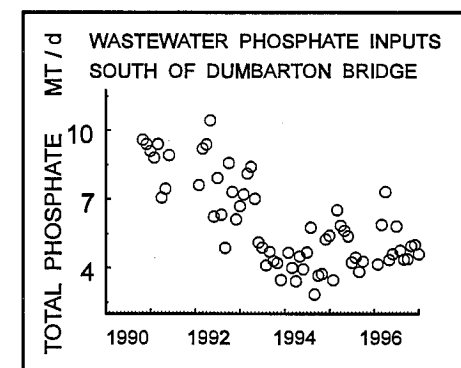 WASTEWATER PHOSPHATE INPUTS
SOUTH OF DUMBARTON BRIDGE
TOTAL PHOSPHATE MT / d
10
7
4
1990 1992 1994 1996